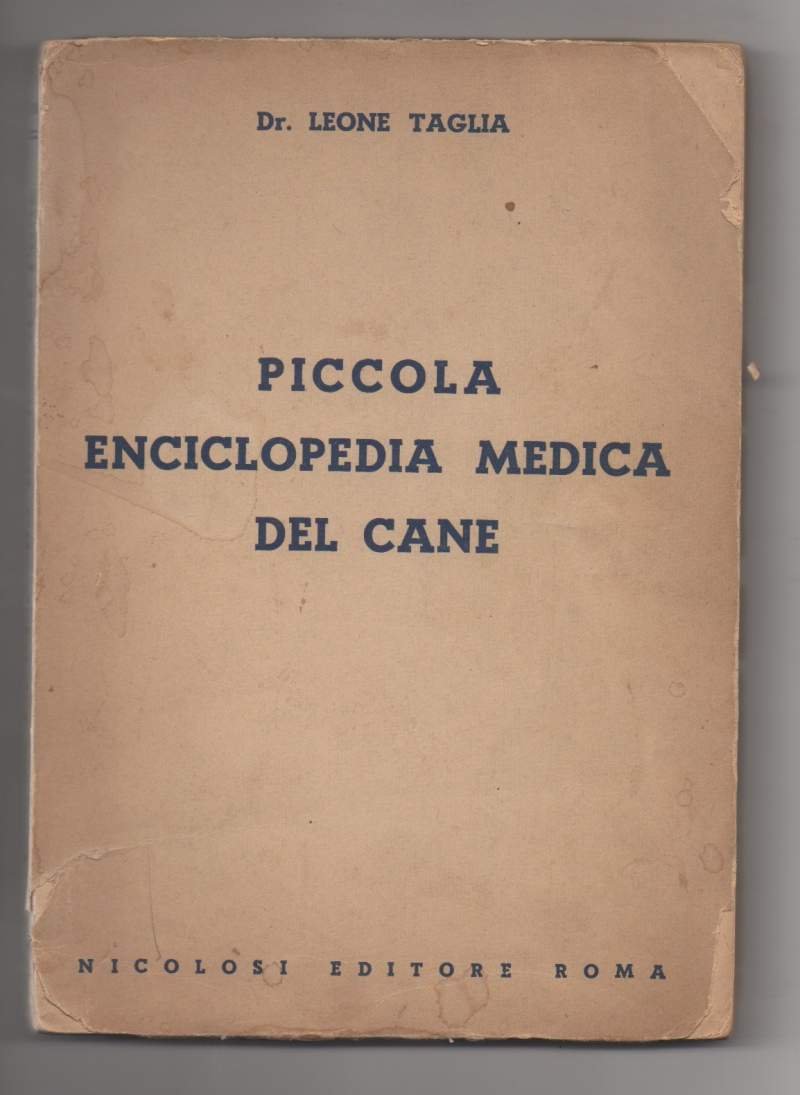 Dr. LEONE TAGLIA
PICCOLA
ENCICLOPEDIA MEDICA
DEL CANE
NICOLOSI EDITORE ROMA